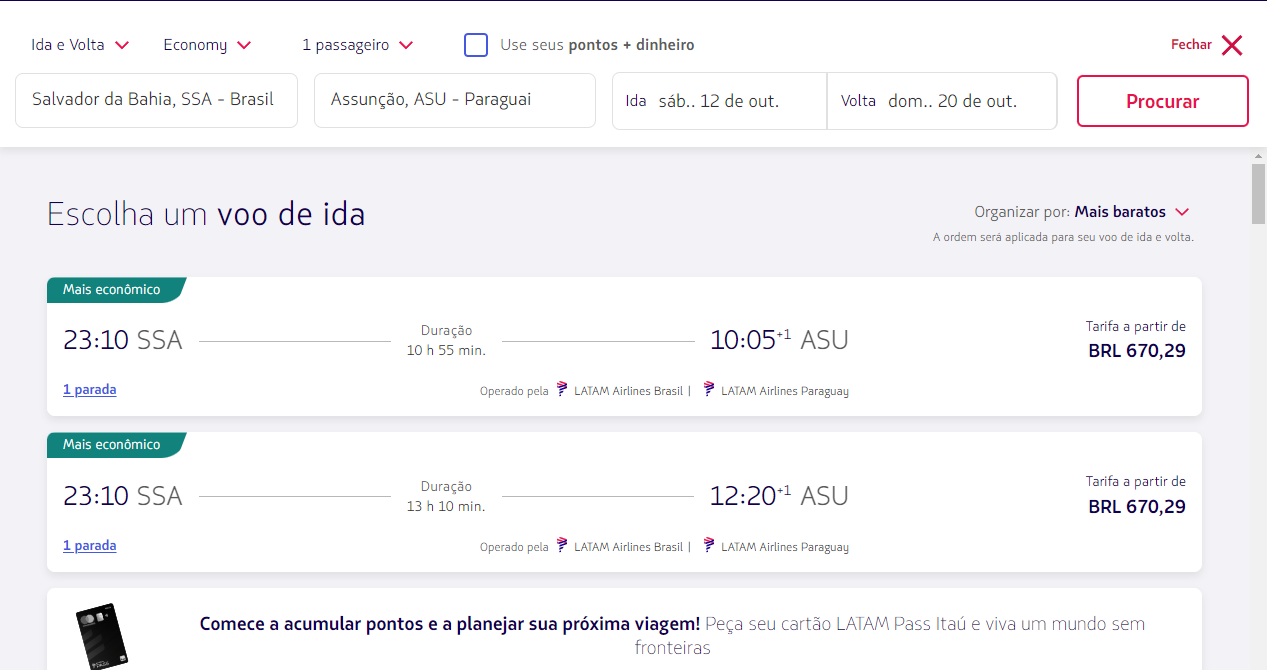 Ida e Volta Economy 1 passageiro Use seus pontos + dinheiro Fechar
Salvador da Bahia, SSA - Brasil Assunção, ASU - Paraguai Ida sáb.. 12 de out. Volta dom.. 20 de out. Procurar
Escolha um voo de ida
Organizar por: Mais baratos
A ordem será aplicada para seu voo de ida e volta.
Mais econômico
23:10 SSA
Duração
10 h 55 min.
10:05+1 ASU
Tarifa a partir de
BRL 670,29
1 parada
Operado pela LATAM Airlines Brasil | LATAM Airlines Paraguay
Mais econômico
23:10 SSA
Duração
13 h 10 min.
12:20+1 ASU
Tarifa a partir de
BRL 670,29
1 parada
Operado pela LATAM Airlines Brasil | LATAM Airlines Paraguay
Comece a acumular pontos e a planejar sua próxima viagem! Peça seu cartão LATAM Pass Itaú e viva um mundo sem
fronteiras